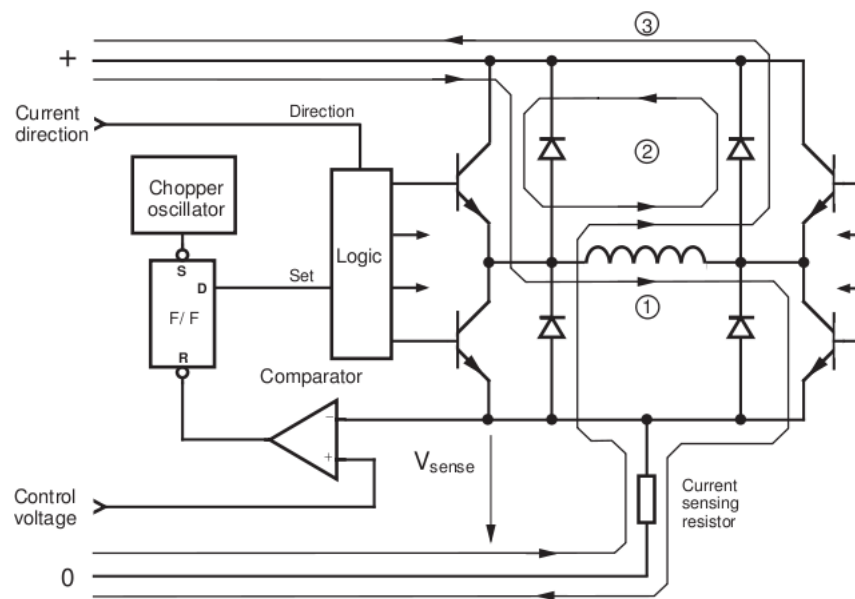 ③
+
Current
direction
Direction
②
Chopper
oscillator
S
D
F/ F
R
Set
Logic
①
Comparator
−
+
Vsense
Control
voltage
Current
sensing
resistor
0